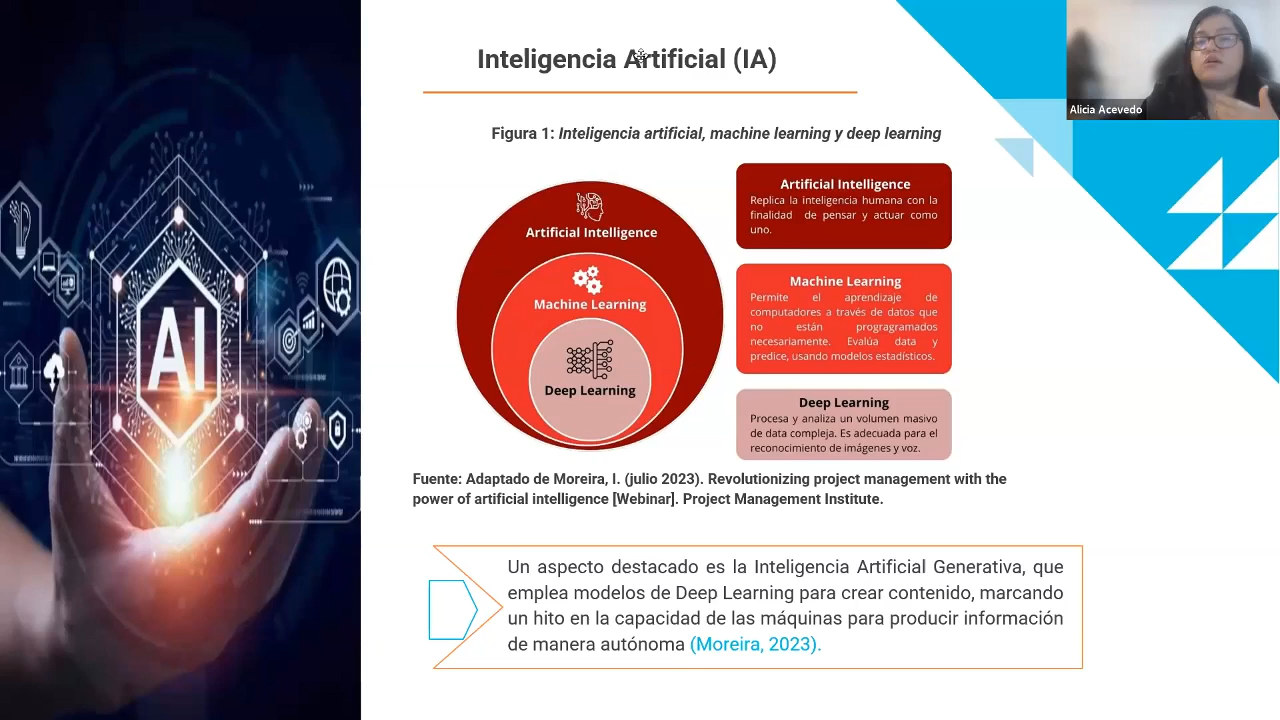 Inteligencia Artificial (IA)
Alicia Acevedo
Figura 1: Inteligencia artificial, machine learning y deep learning
AI
Artificial Intelligence
Machine Learning
Deep Learning
Artificial Intelligence
Replica la inteligencia humana con la
finalidad de pensar y actuar como
uno.
Machine Learning
Permite el aprendizaje de
computadores a través de datos que
no están progragramados
necesariamente. Evalúa data y
predice, usando modelos estadísticos.
Deep Learning
Procesa y analiza un volumen masivo
de data compleja. Es adecuada para el
reconocimiento de imágenes y voz.
Fuente: Adaptado de Moreira, I. (julio 2023). Revolutionizing project management with the
power of artificial intelligence [Webinar]. Project Management Institute.
Un aspecto destacado es la Inteligencia Artificial Generativa, que
emplea modelos de Deep Learning para crear contenido, marcando
un hito en la capacidad de las máquinas para producir información
de manera autónoma (Moreira, 2023).